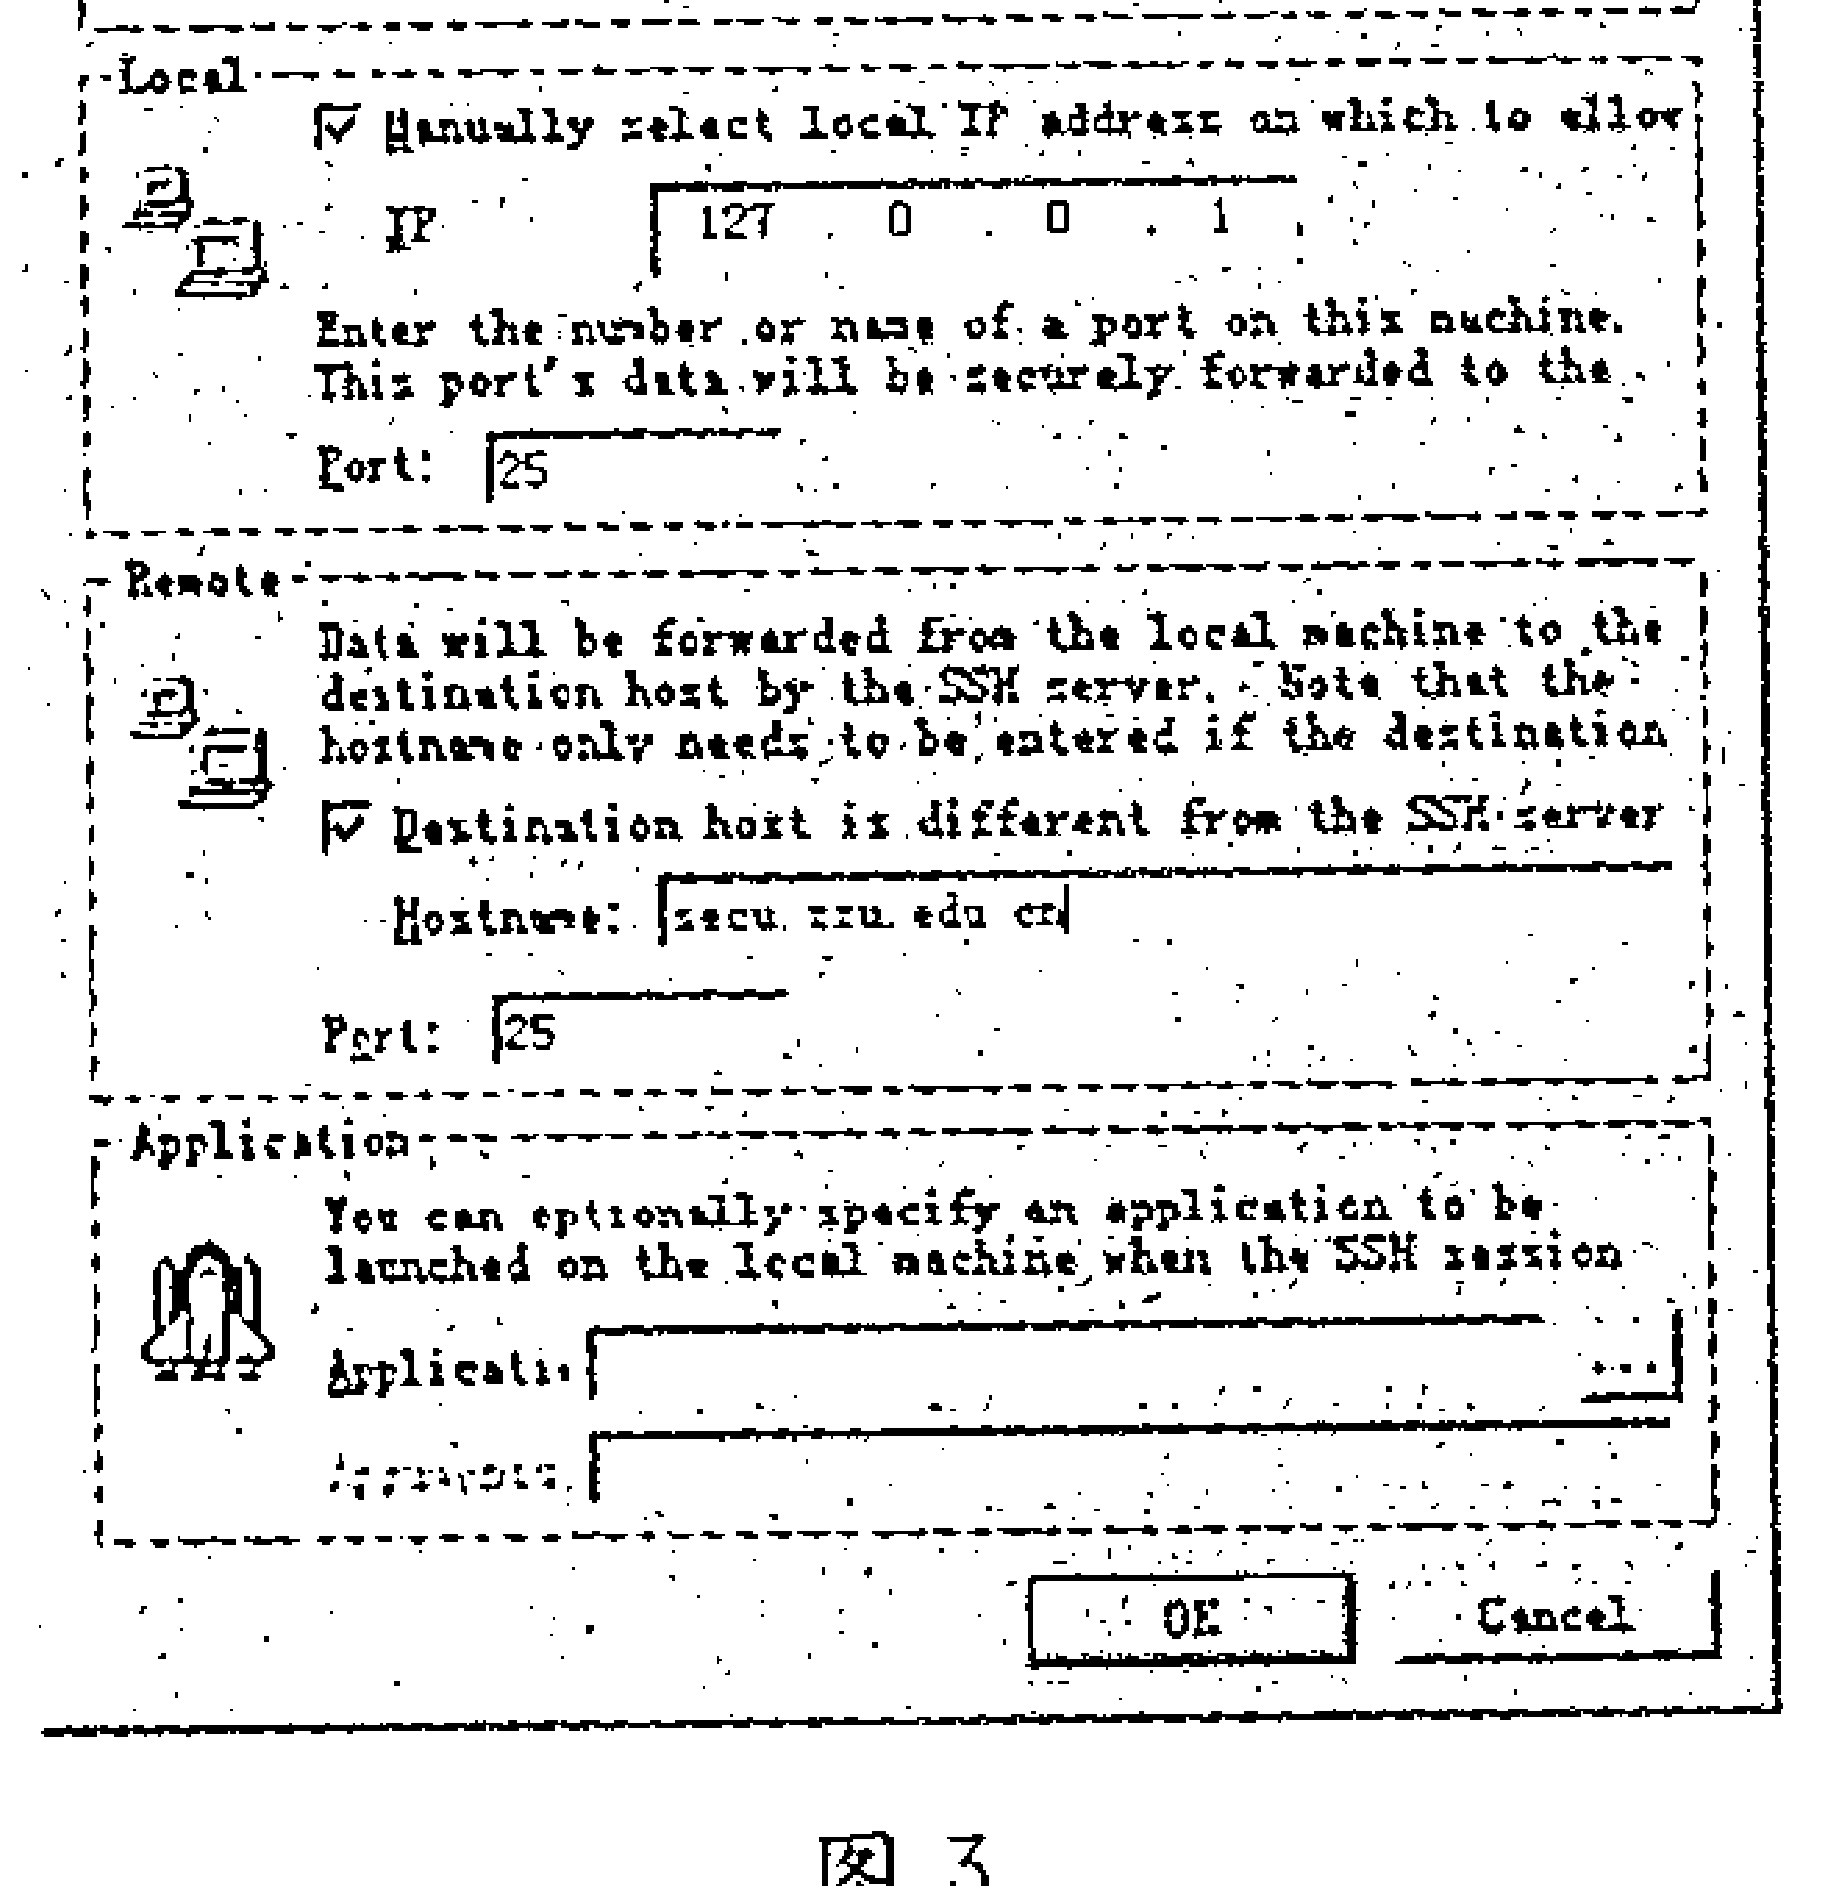 Local
Manually select local IP address on which to allow
IP 127 . 0 . 0 . 1
Enter the number or name of a port on this machine.
This port's data will be securely forwarded to the
Port: 25
Remote
Data will be forwarded from the local machine to the
destination host by the SSH server. Note that the
hostname only needs to be entered if the destination
Destination host is different from the SSH server
Hostname: edu cn
Port: 25
Application
You can optionally specify an application to be
launched on the local machine when the SSH session
Applicati
...
OK Cancel
图 3